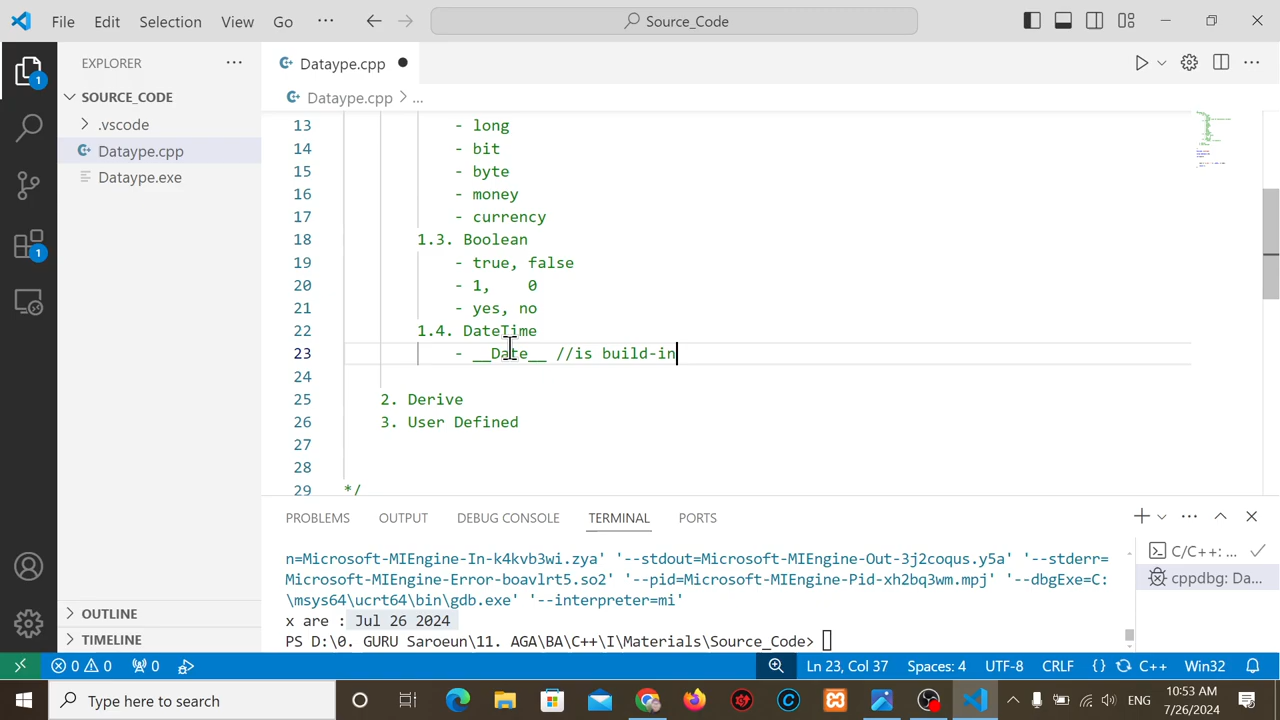 File Edit Selection View Go ··· Source_Code
EXPLORER ···
Dataype.cpp
SOURCE_CODE
Dataype.cpp > ...
.vscode
Dataype.cpp
Dataype.exe
1
1
13 - long
14 - bit
15 - byte
16 - money
17 - currency
18 1.3. Boolean
19 - true, false
20 - 1,    0
21 - yes, no
22 1.4. DateTime
23 - __Date__ //is build-in
24
25 2. Derive
26 3. User Defined
27
28
29 */
PROBLEMS OUTPUT DEBUG CONSOLE TERMINAL PORTS
n=Microsoft-MIEngine-In-k4kvb3wi.zya' '--stdout=Microsoft-MIEngine-Out-3j2coqus.y5a' '--stderr=
Microsoft-MIEngine-Error-boavlrt5.so2' '--pid=Microsoft-MIEngine-Pid-xh2bq3wm.mpj' '--dbgExe=C:
\msys64\ucrt64\bin\gdb.exe' '--interpreter=mi'
x are : Jul 26 2024
PS D:\0. GURU Saroeun\11. AGA\BA\C++\I\Materials\Source_Code>
C/C++: ...
cppdbg: Da...
OUTLINE
TIMELINE
0 0 0 Ln 23, Col 37 Spaces: 4 UTF-8 CRLF {} C++ Win32
Type here to search
ENG
10:53 AM
7/26/2024